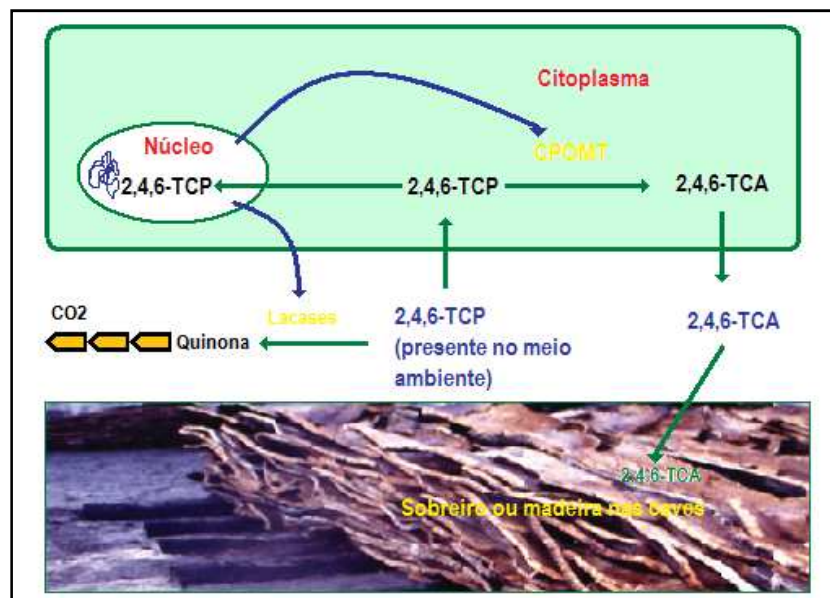 Citoplasma
Núcleo
CPOMT
2,4,6-TCP
2,4,6-TCP
2,4,6-TCA
CO2
Lacases
2,4,6-TCP
2,4,6-TCA
Quinona
(presente no meio
ambiente)
2,4,6-TCA
Sobreiro ou madeira nas caves